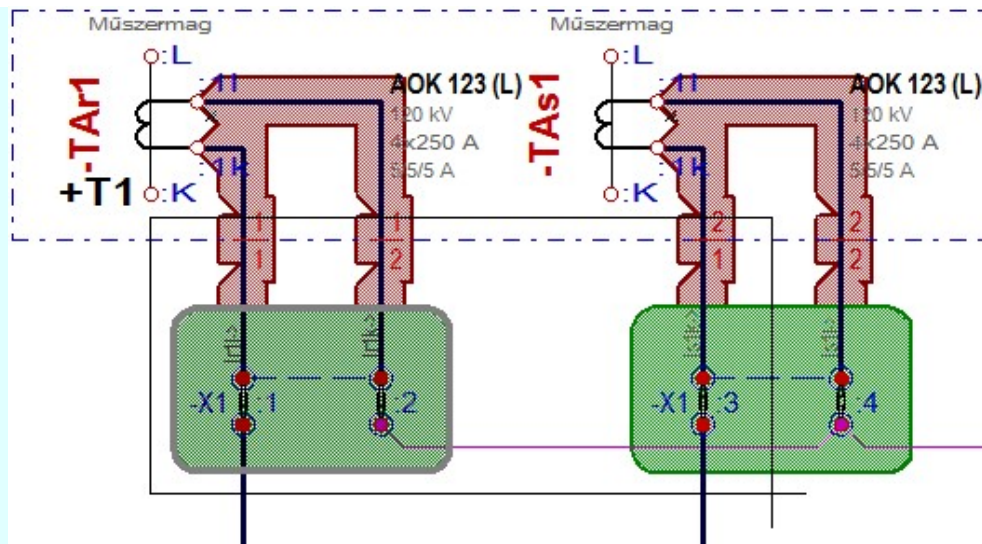 Műszermag
Műszermag
:L
:L
-TAr1
:1l
AOK 123 (L)
-TAs1
:1l
AOK 123 (L)
120 kV
120 kV
4x250 A
4x250 A
5/5/5 A
5/5/5 A
:1k
:1k
+T1
:K
:K
1
1
2
2
1
2
1
2
-X1 :1
:2
-X1 :3
:4